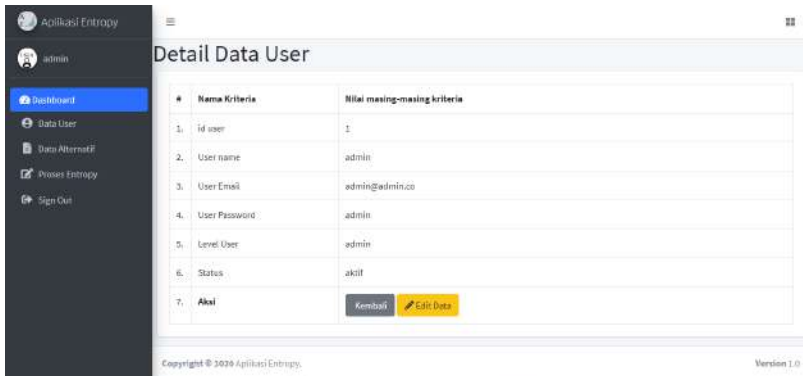 Aplikasi Entropy
admin
Dashboard
Data User
Data Alternatif
Proses Entropy
Sign Out
Detail Data User
# Nama Kriteria Nilai masing-masing kriteria
1. id user 1
2. User name admin
3. User Email admin@admin.co
4. User Password admin
5. Level User admin
6. Status aktif
7. Aksi Kembali Edit Data
Copyright © 2020 Aplikasi Entropy. Version 1.0